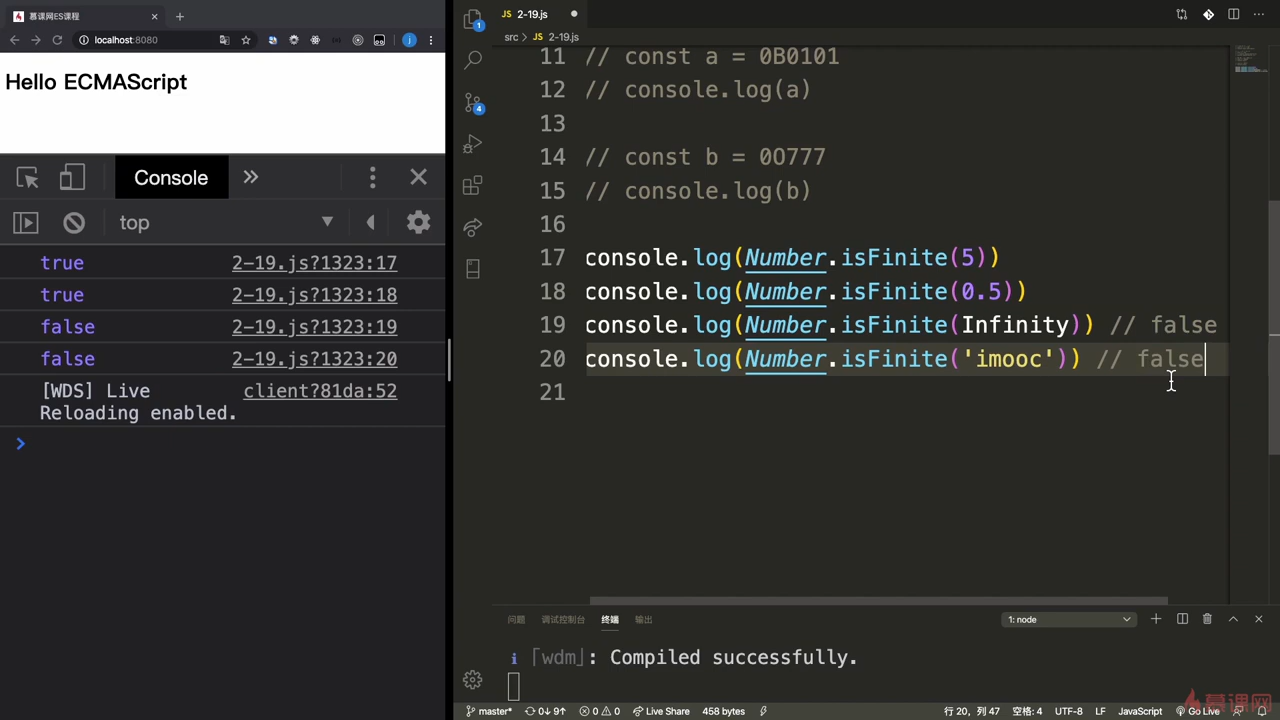 慕课网ES课程
localhost:8080
Hello ECMAScript
Console
top
true 2-19.js?1323:17
true 2-19.js?1323:18
false 2-19.js?1323:19
false 2-19.js?1323:20
[WDS] Live client?81da:52
Reloading enabled.
>
JS 2-19.js
src > JS 2-19.js
11 // const a = 0B0101
12 // console.log(a)
13
14 // const b = 0O777
15 // console.log(b)
16
17 console.log(Number.isFinite(5))
18 console.log(Number.isFinite(0.5))
19 console.log(Number.isFinite(Infinity)) // false
20 console.log(Number.isFinite('imooc')) // false
21
1
4
问题 调试控制台 终端 输出 1: node
i ｢wdm｣: Compiled successfully.
master* 0↓ 9↑ 0 0 Live Share 458 bytes 行 20, 列 47 空格: 4 UTF-8 LF JavaScript Go Live
慕课网